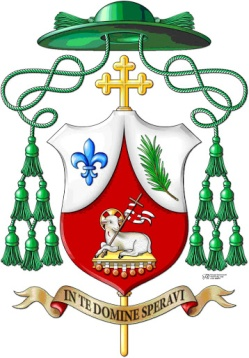 IN TE DOMINE SPERAVI